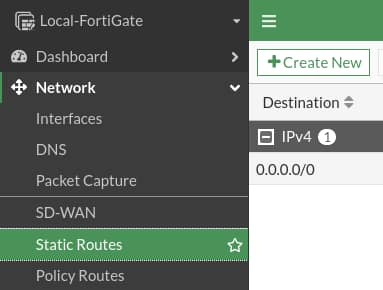 Local-FortiGate
Dashboard
Network
Interfaces
DNS
Packet Capture
SD-WAN
Static Routes
Policy Routes
Create New
Destination
IPv4 1
0.0.0.0/0